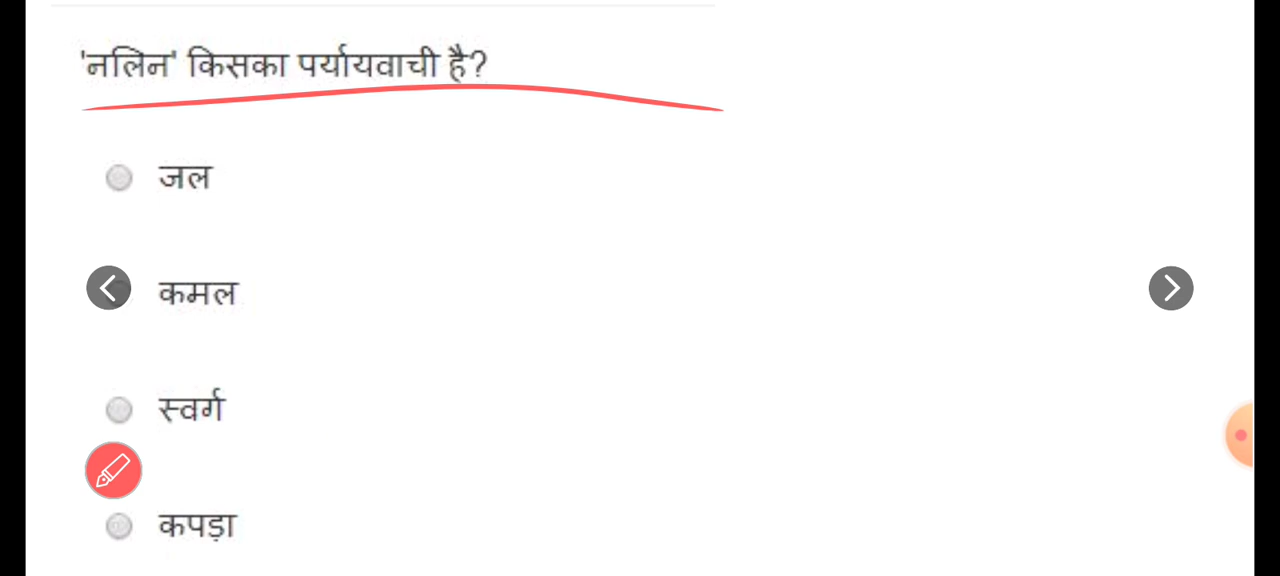 'नलिन' किसका पर्यायवाची है?
जल
कमल
स्वर्ग
कपड़ा